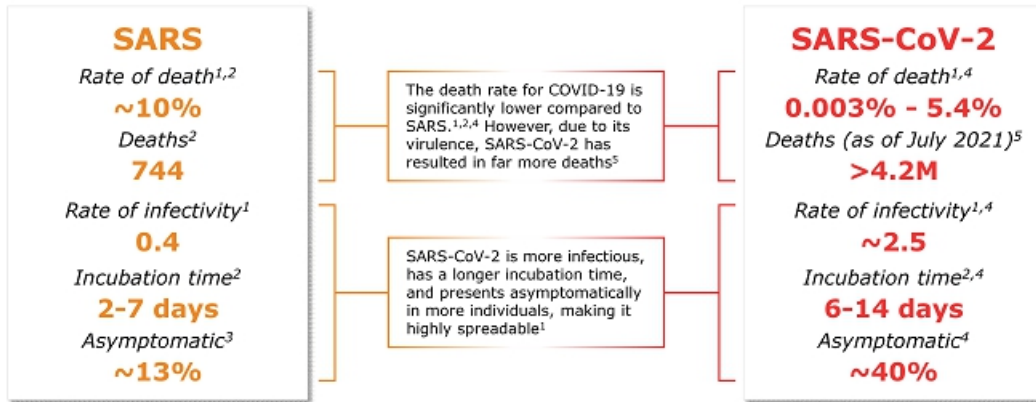 SARS
Rate of death1,2
~10%
Deaths2
744
Rate of infectivity1
0.4
Incubation time2
2-7 days
Asymptomatic3
~13%
The death rate for COVID-19 is
significantly lower compared to
SARS.1,2,4 However, due to its
virulence, SARS-CoV-2 has
resulted in far more deaths5
SARS-CoV-2 is more infectious,
has a longer incubation time,
and presents asymptomatically
in more individuals, making it
highly spreadable1
SARS-CoV-2
Rate of death1,4
0.003% - 5.4%
Deaths (as of July 2021)5
>4.2M
Rate of infectivity1,4
~2.5
Incubation time2,4
6-14 days
Asymptomatic4
~40%